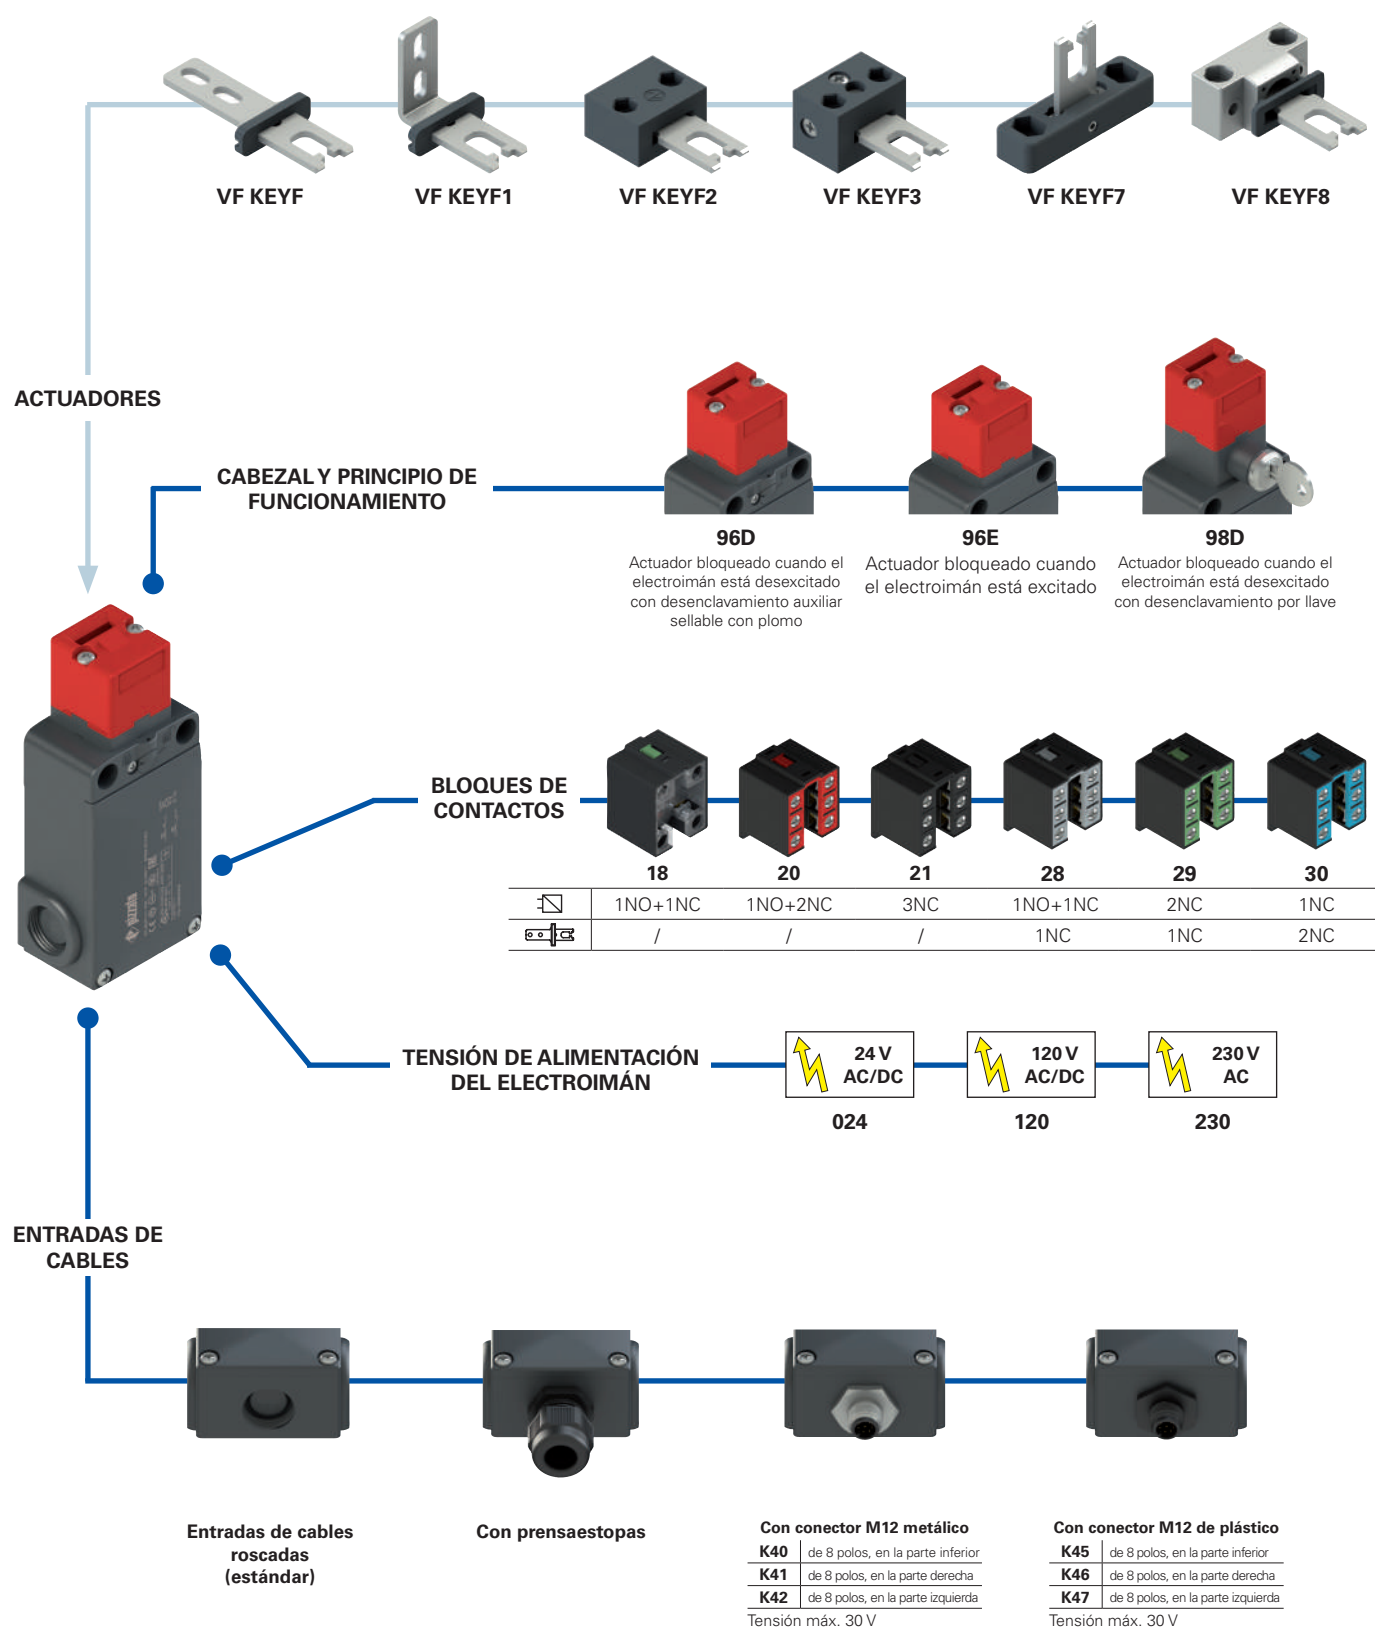 VF KEYF
VF KEYF1
VF KEYF2
VF KEYF3
VF KEYF7
VF KEYF8
ACTUADORES
CABEZAL Y PRINCIPIO DE
FUNCIONAMIENTO
96D
Actuador bloqueado cuando el
electroimán está desexcitado
con desenclavamiento auxiliar
sellable con plomo
96E
Actuador bloqueado cuando
el electroimán está excitado
98D
Actuador bloqueado cuando el
electroimán está desexcitado
con desenclavamiento por llave
BLOQUES DE
CONTACTOS
18 20 21 28 29 30
1NO+1NC 1NO+2NC 3NC 1NO+1NC 2NC 1NC
/ / / 1NC 1NC 2NC
pizzato
TENSIÓN DE ALIMENTACIÓN
DEL ELECTROIMÁN
24 V
AC/DC
024
120 V
AC/DC
120
230 V
AC
230
ENTRADAS DE
CABLES
Entradas de cables
roscadas
(estándar)
Con prensaestopas
Con conector M12 metálico
K40 de 8 polos, en la parte inferior
K41 de 8 polos, en la parte derecha
K42 de 8 polos, en la parte izquierda
Tensión máx. 30 V
Con conector M12 de plástico
K45 de 8 polos, en la parte inferior
K46 de 8 polos, en la parte derecha
K47 de 8 polos, en la parte izquierda
Tensión máx. 30 V